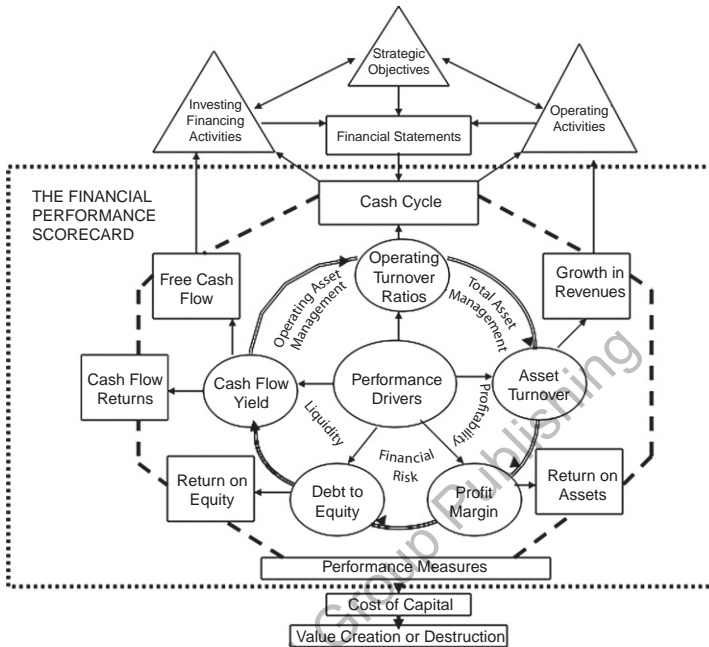 Strategic
Objectives
Investing
Financing
Activities
Operating
Activities
Financial Statements
THE FINANCIAL
PERFORMANCE
SCORECARD
Cash Cycle
Free Cash
Flow
Operating Asset
Management
Operating
Turnover
Ratios
Total Asset
Management
Growth in
Revenues
Cash Flow
Returns
Cash Flow
Yield
Performance
Drivers
Asset
Turnover
Liquidity
Profitability
Financial
Risk
Return on
Equity
Debt to
Equity
Profit
Margin
Return on
Assets
Performance Measures
Cost of Capital
Value Creation or Destruction
Group Publishing